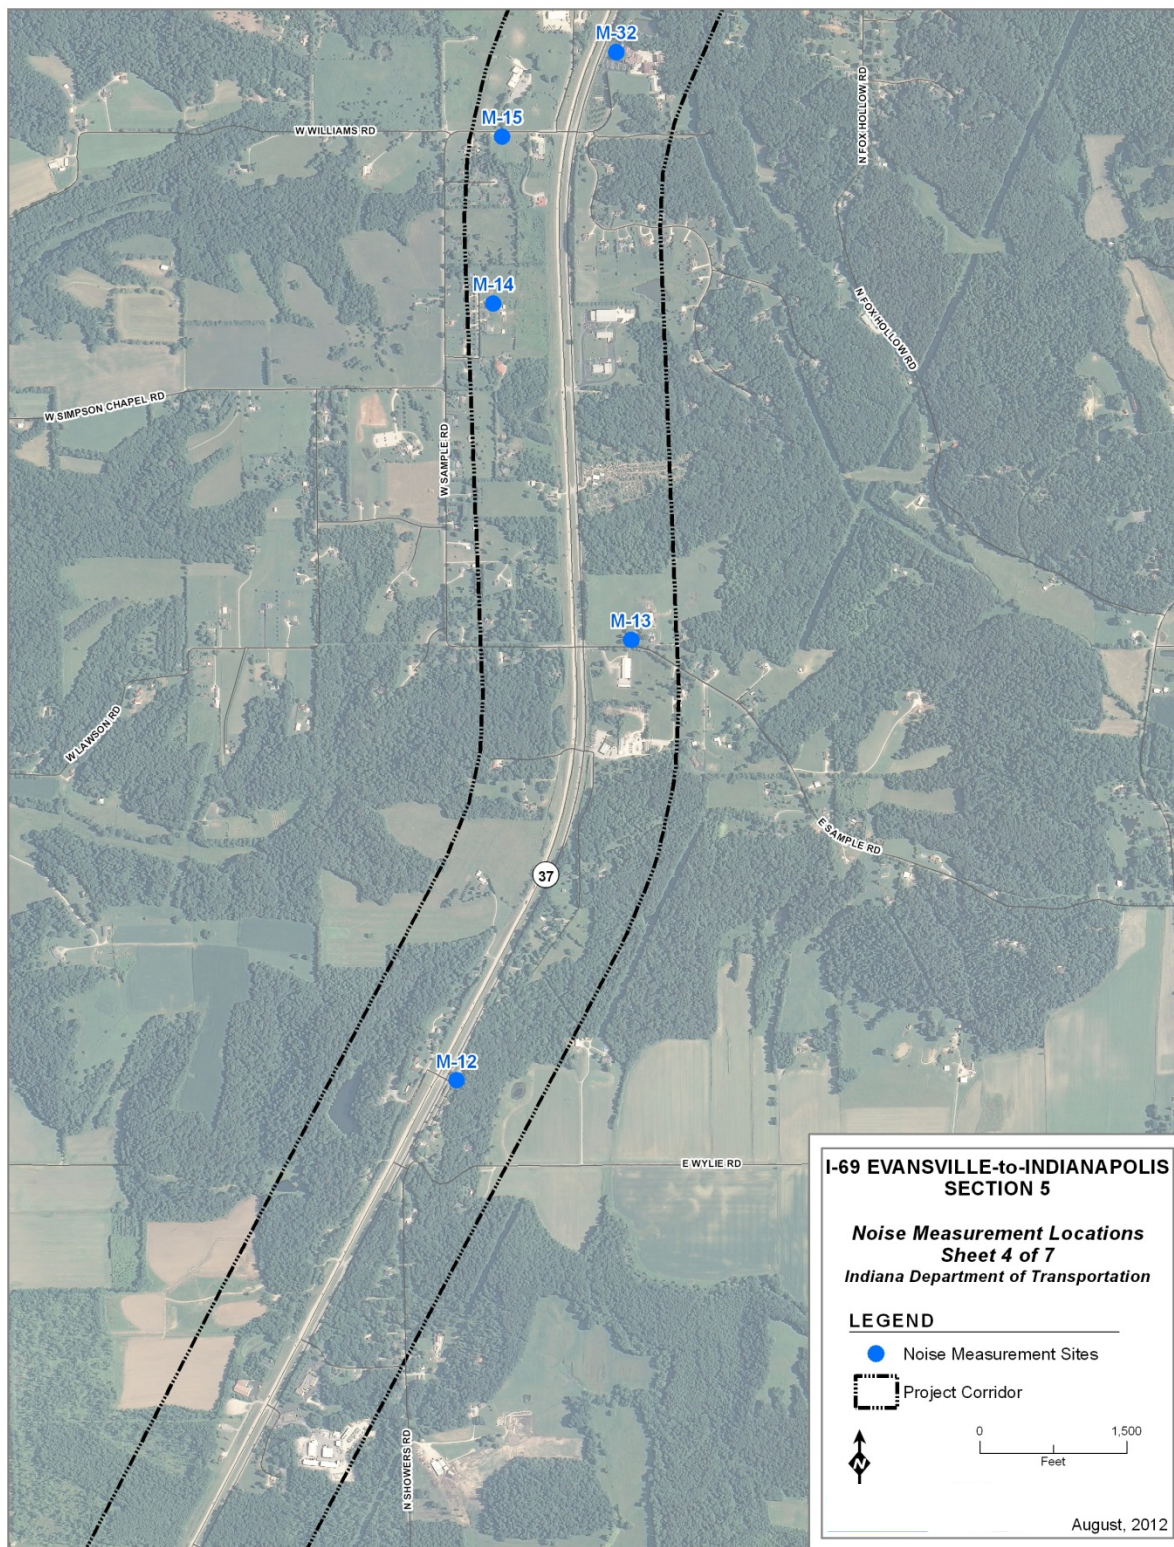 M-32
M-15
W WILLIAMS RD
N FOX HOLLOW RD
M-14
N FOX HOLLOW RD
W SIMPSON CHAPEL RD
W SAMPLE RD
M-13
W LAWSON RD
E SAMPLE RD
37
M-12
E WYLIE RD
N SHOWERS RD
I-69 EVANSVILLE-to-INDIANAPOLIS
SECTION 5
Noise Measurement Locations
Sheet 4 of 7
Indiana Department of Transportation
LEGEND
Noise Measurement Sites
Project Corridor
0 1,500
Feet
N
August, 2012